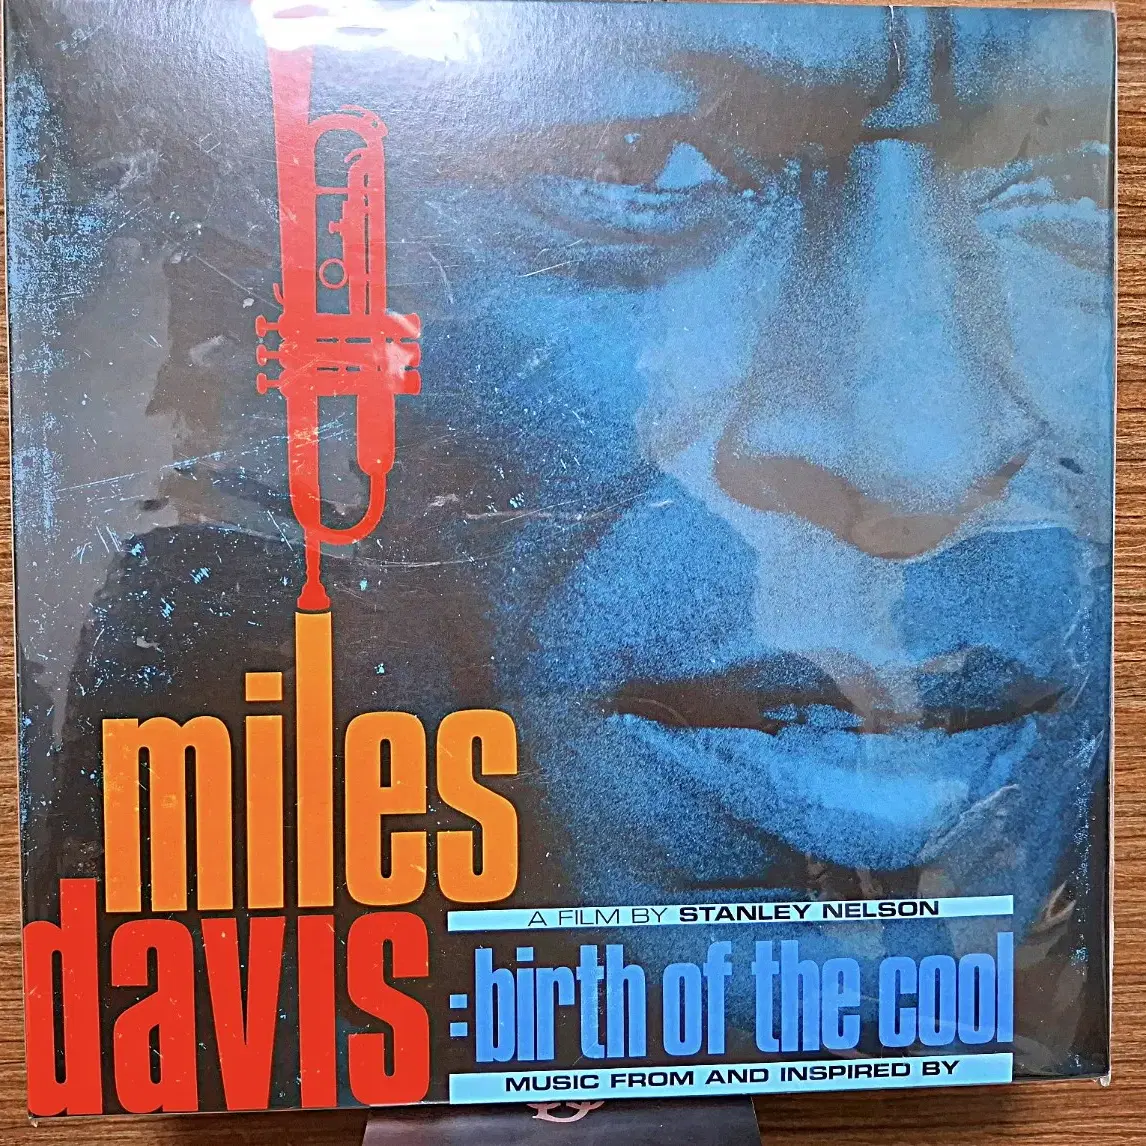 miles
davis
A FILM BY STANLEY NELSON
:birth of the cool
MUSIC FROM AND INSPIRED BY